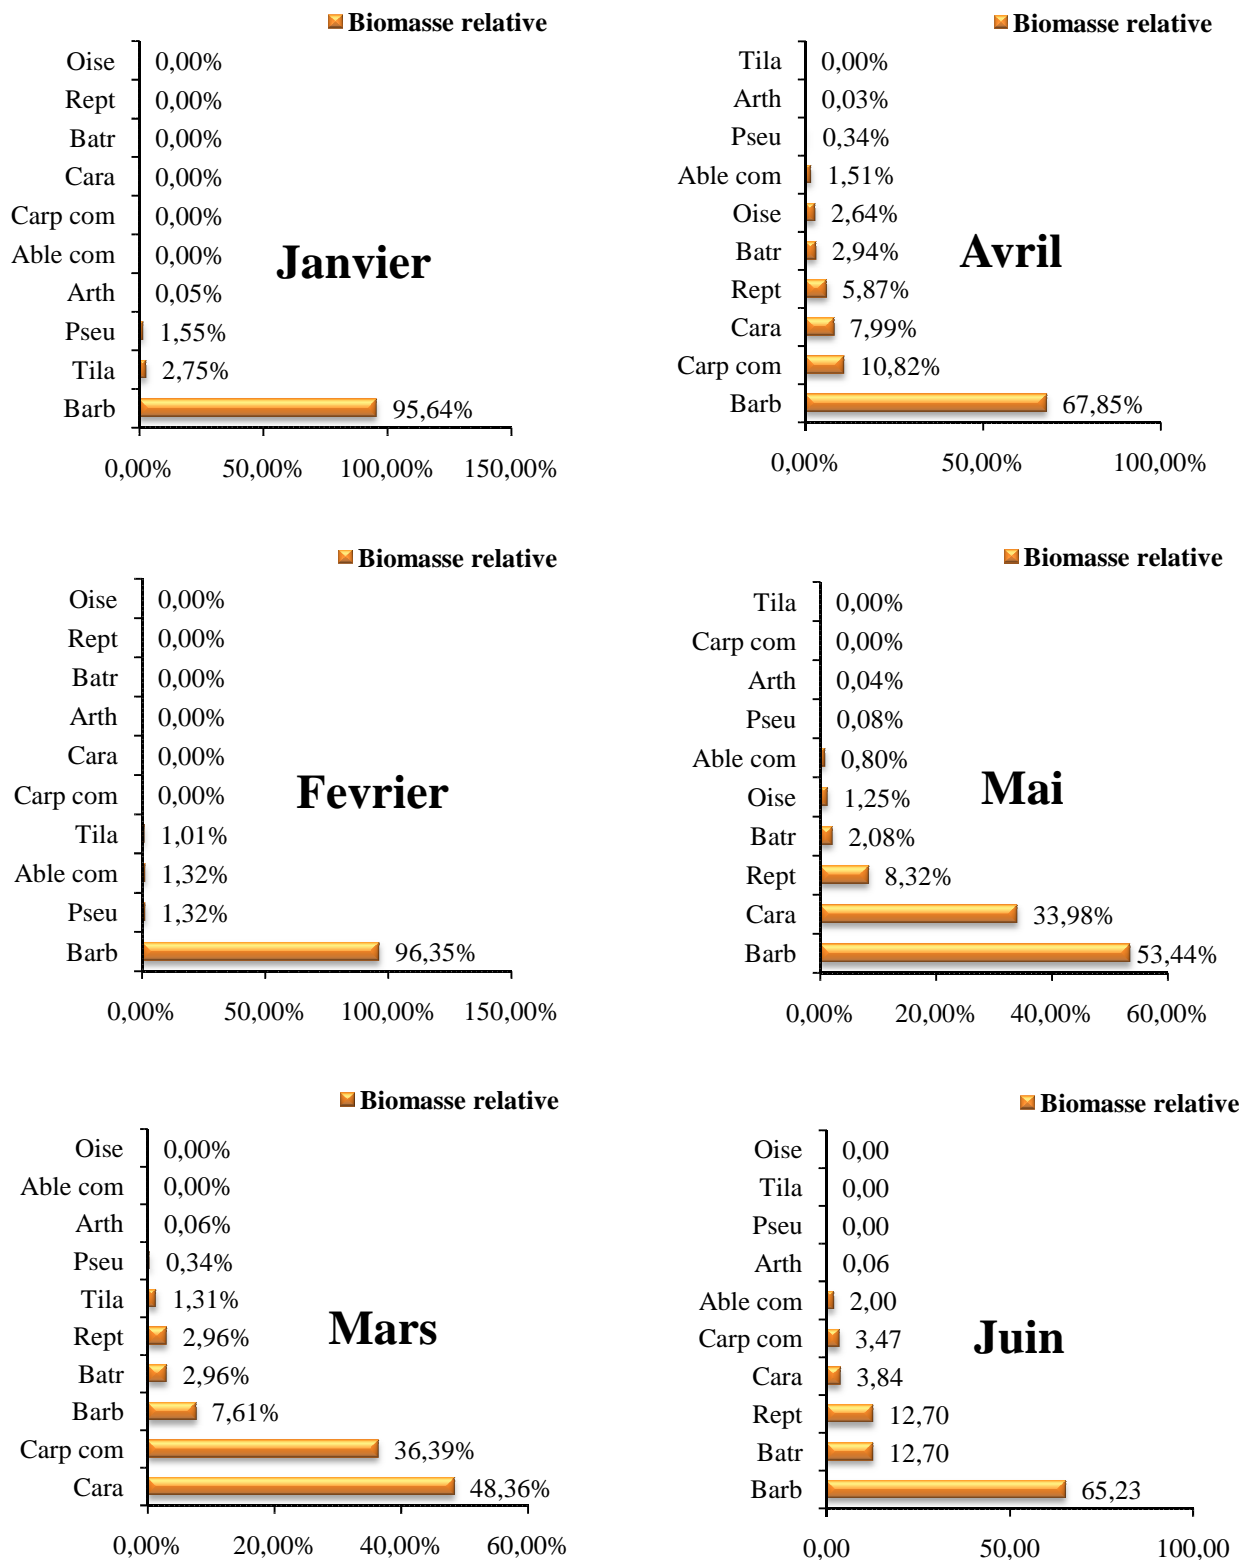 Biomasse relative
Oise 0,00%
Rept 0,00%
Batr 0,00%
Cara 0,00%
Carp com 0,00%
Able com 0,00%
Arth 0,05%
Pseu 1,55%
Tila 2,75%
Barb 95,64%
Janvier
0,00% 50,00% 100,00% 150,00%
Biomasse relative
Tila 0,00%
Arth 0,03%
Pseu 0,34%
Able com 1,51%
Oise 2,64%
Batr 2,94%
Rept 5,87%
Cara 7,99%
Carp com 10,82%
Barb 67,85%
Avril
0,00% 50,00% 100,00%
Biomasse relative
Oise 0,00%
Rept 0,00%
Batr 0,00%
Arth 0,00%
Cara 0,00%
Carp com 0,00%
Tila 1,01%
Able com 1,32%
Pseu 1,32%
Barb 96,35%
Fevrier
0,00% 50,00% 100,00% 150,00%
Biomasse relative
Tila 0,00%
Carp com 0,00%
Arth 0,04%
Pseu 0,08%
Able com 0,80%
Oise 1,25%
Batr 2,08%
Rept 8,32%
Cara 33,98%
Barb 53,44%
Mai
0,00% 20,00% 40,00% 60,00%
Biomasse relative
Oise 0,00%
Able com 0,00%
Arth 0,06%
Pseu 0,34%
Tila 1,31%
Rept 2,96%
Batr 2,96%
Barb 7,61%
Carp com 36,39%
Cara 48,36%
Mars
0,00% 20,00% 40,00% 60,00%
Biomasse relative
Oise 0,00
Tila 0,00
Pseu 0,00
Arth 0,06
Able com 2,00
Carp com 3,47
Cara 3,84
Rept 12,70
Batr 12,70
Barb 65,23
Juin
0,00 50,00 100,00